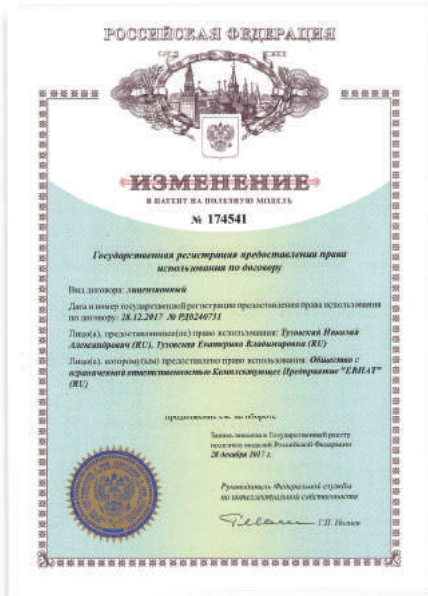 РОССИЙСКАЯ ФЕДЕРАЦИЯ
ИЗМЕНЕНИЕ
В ПАТЕНТ НА ПОЛЕЗНУЮ МОДЕЛЬ
№ 174541
Государственная регистрация предоставления права
использования по договору
Вид договора: лицензионный
Дата и номер государственной регистрации предоставления права использования
по договору: 28.12.2017 № РД0240731
Лицо(а), предоставляющее(ие) право использования: Тузовский Николай
Александрович (RU), Тузовская Екатерина Владимировна (RU)
Лицо(а), которому(ым) предоставлено право использования: Общество с
ограниченной ответственностью Комплектующее Предприятие "ЕВНАТ"
(RU)
продолжение см. на обороте
Запись внесена в Государственный реестр
полезных моделей Российской Федерации
28 декабря 2017 г.
Руководитель Федеральной службы
по интеллектуальной собственности
Г.П. Ивлиев